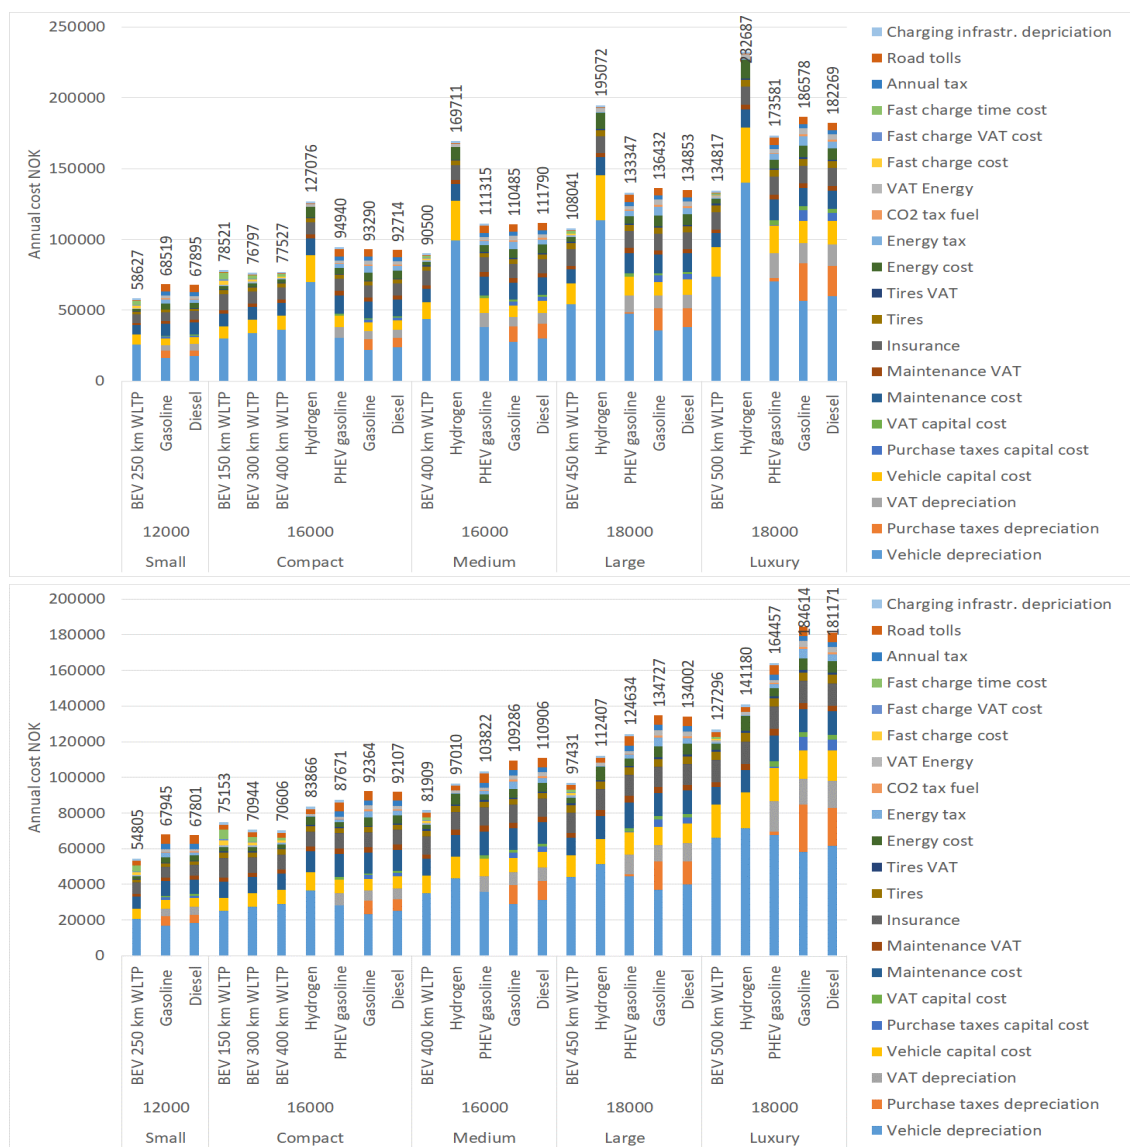 Annual cost NOK
250000
200000
150000
100000
50000
0
58627
68519
67895
78521
76797
77527
127076
94940
93290
92714
90500
169711
111315
110485
111790
108041
195072
133347
136432
134853
134817
232687
173581
186578
182269
BEV 250 km WLTP
Gasoline
Diesel
BEV 150 km WLTP
BEV 300 km WLTP
BEV 400 km WLTP
Hydrogen
PHEV gasoline
Gasoline
Diesel
BEV 400 km WLTP
Hydrogen
PHEV gasoline
Gasoline
Diesel
BEV 450 km WLTP
Hydrogen
PHEV gasoline
Gasoline
Diesel
BEV 500 km WLTP
Hydrogen
PHEV gasoline
Gasoline
Diesel
12000 16000 16000 18000 18000
Small Compact Medium Large Luxury
Charging infrastr. depriciation
Road tolls
Annual tax
Fast charge time cost
Fast charge VAT cost
Fast charge cost
VAT Energy
CO2 tax fuel
Energy tax
Energy cost
Tires VAT
Tires
Insurance
Maintenance VAT
Maintenance cost
VAT capital cost
Purchase taxes capital cost
Vehicle capital cost
VAT depreciation
Purchase taxes depreciation
Vehicle depreciation
Annual cost NOK
200000
180000
160000
140000
120000
100000
80000
60000
40000
20000
0
54805
67945
67801
75153
70944
70606
83866
87671
92364
92107
81909
97010
103822
109286
110906
97431
112407
124634
134727
134002
127296
141180
164457
184614
181171
BEV 250 km WLTP
Gasoline
Diesel
BEV 150 km WLTP
BEV 300 km WLTP
BEV 400 km WLTP
Hydrogen
PHEV gasoline
Gasoline
Diesel
BEV 400 km WLTP
Hydrogen
PHEV gasoline
Gasoline
Diesel
BEV 450 km WLTP
Hydrogen
PHEV gasoline
Gasoline
Diesel
BEV 500 km WLTP
Hydrogen
PHEV gasoline
Gasoline
Diesel
12000 16000 16000 18000 18000
Small Compact Medium Large Luxury
Charging infrastr. depriciation
Road tolls
Annual tax
Fast charge time cost
Fast charge VAT cost
Fast charge cost
VAT Energy
CO2 tax fuel
Energy tax
Energy cost
Tires VAT
Tires
Insurance
Maintenance VAT
Maintenance cost
VAT capital cost
Purchase taxes capital cost
Vehicle capital cost
VAT depreciation
Purchase taxes depreciation
Vehicle depreciation